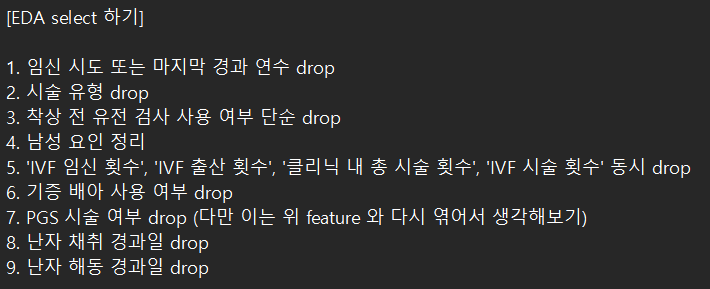 [EDA select 하기]
1. 임신 시도 또는 마지막 경과 연수 drop
2. 시술 유형 drop
3. 착상 전 유전 검사 사용 여부 단순 drop
4. 남성 요인 정리
5. 'IVF 임신 횟수', 'IVF 출산 횟수', '클리닉 내 총 시술 횟수', 'IVF 시술 횟수' 동시 drop
6. 기증 배아 사용 여부 drop
7. PGS 시술 여부 drop (다만 이는 위 feature 와 다시 엮어서 생각해보기)
8. 난자 채취 경과일 drop
9. 난자 해동 경과일 drop